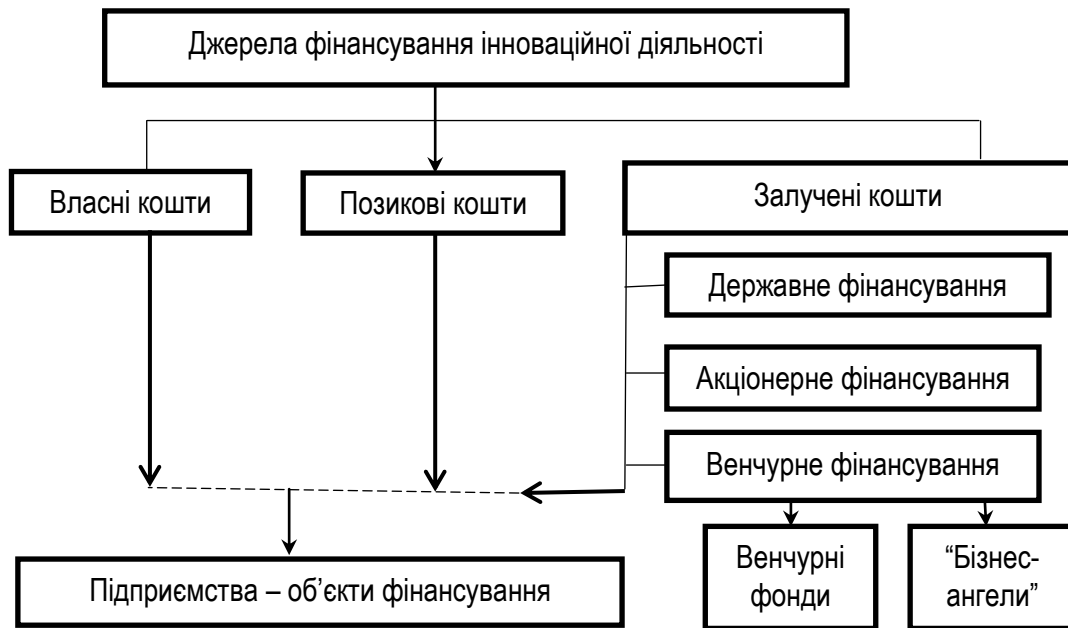 Джерела фінансування інноваційної діяльності
Власні кошти
Позикові кошти
Залучені кошти
Державне фінансування
Акціонерне фінансування
Венчурне фінансування
Венчурні
фонди
“Бізнес-
ангели”
Підприємства – об’єкти фінансування